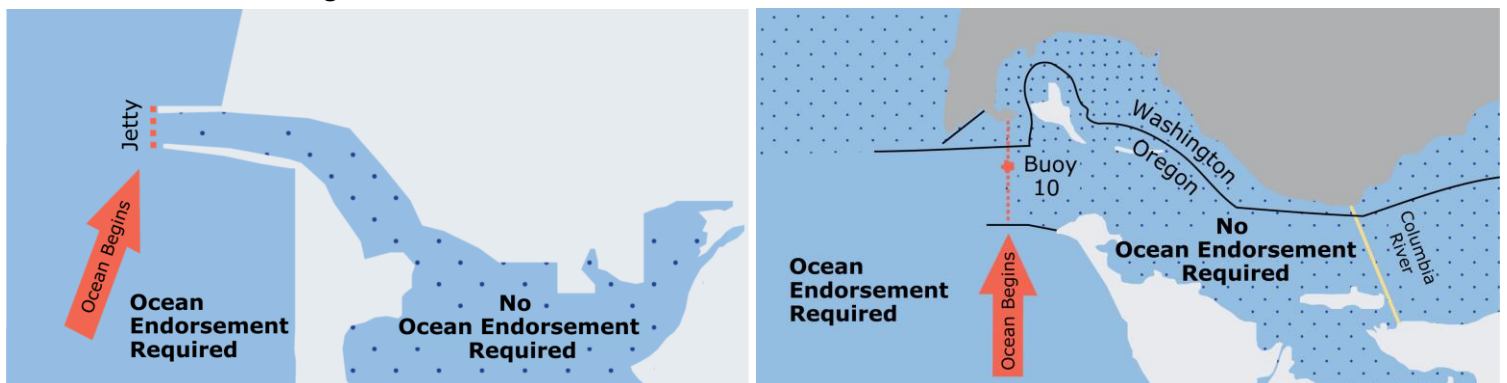 Jetty
Ocean Begins
Ocean
Endorsement
Required
No
Ocean Endorsement
Required
Washington
Oregon
Buoy
10
Columbia
River
No
Ocean Endorsement
Required
Ocean
Endorsement
Required
Ocean Begins